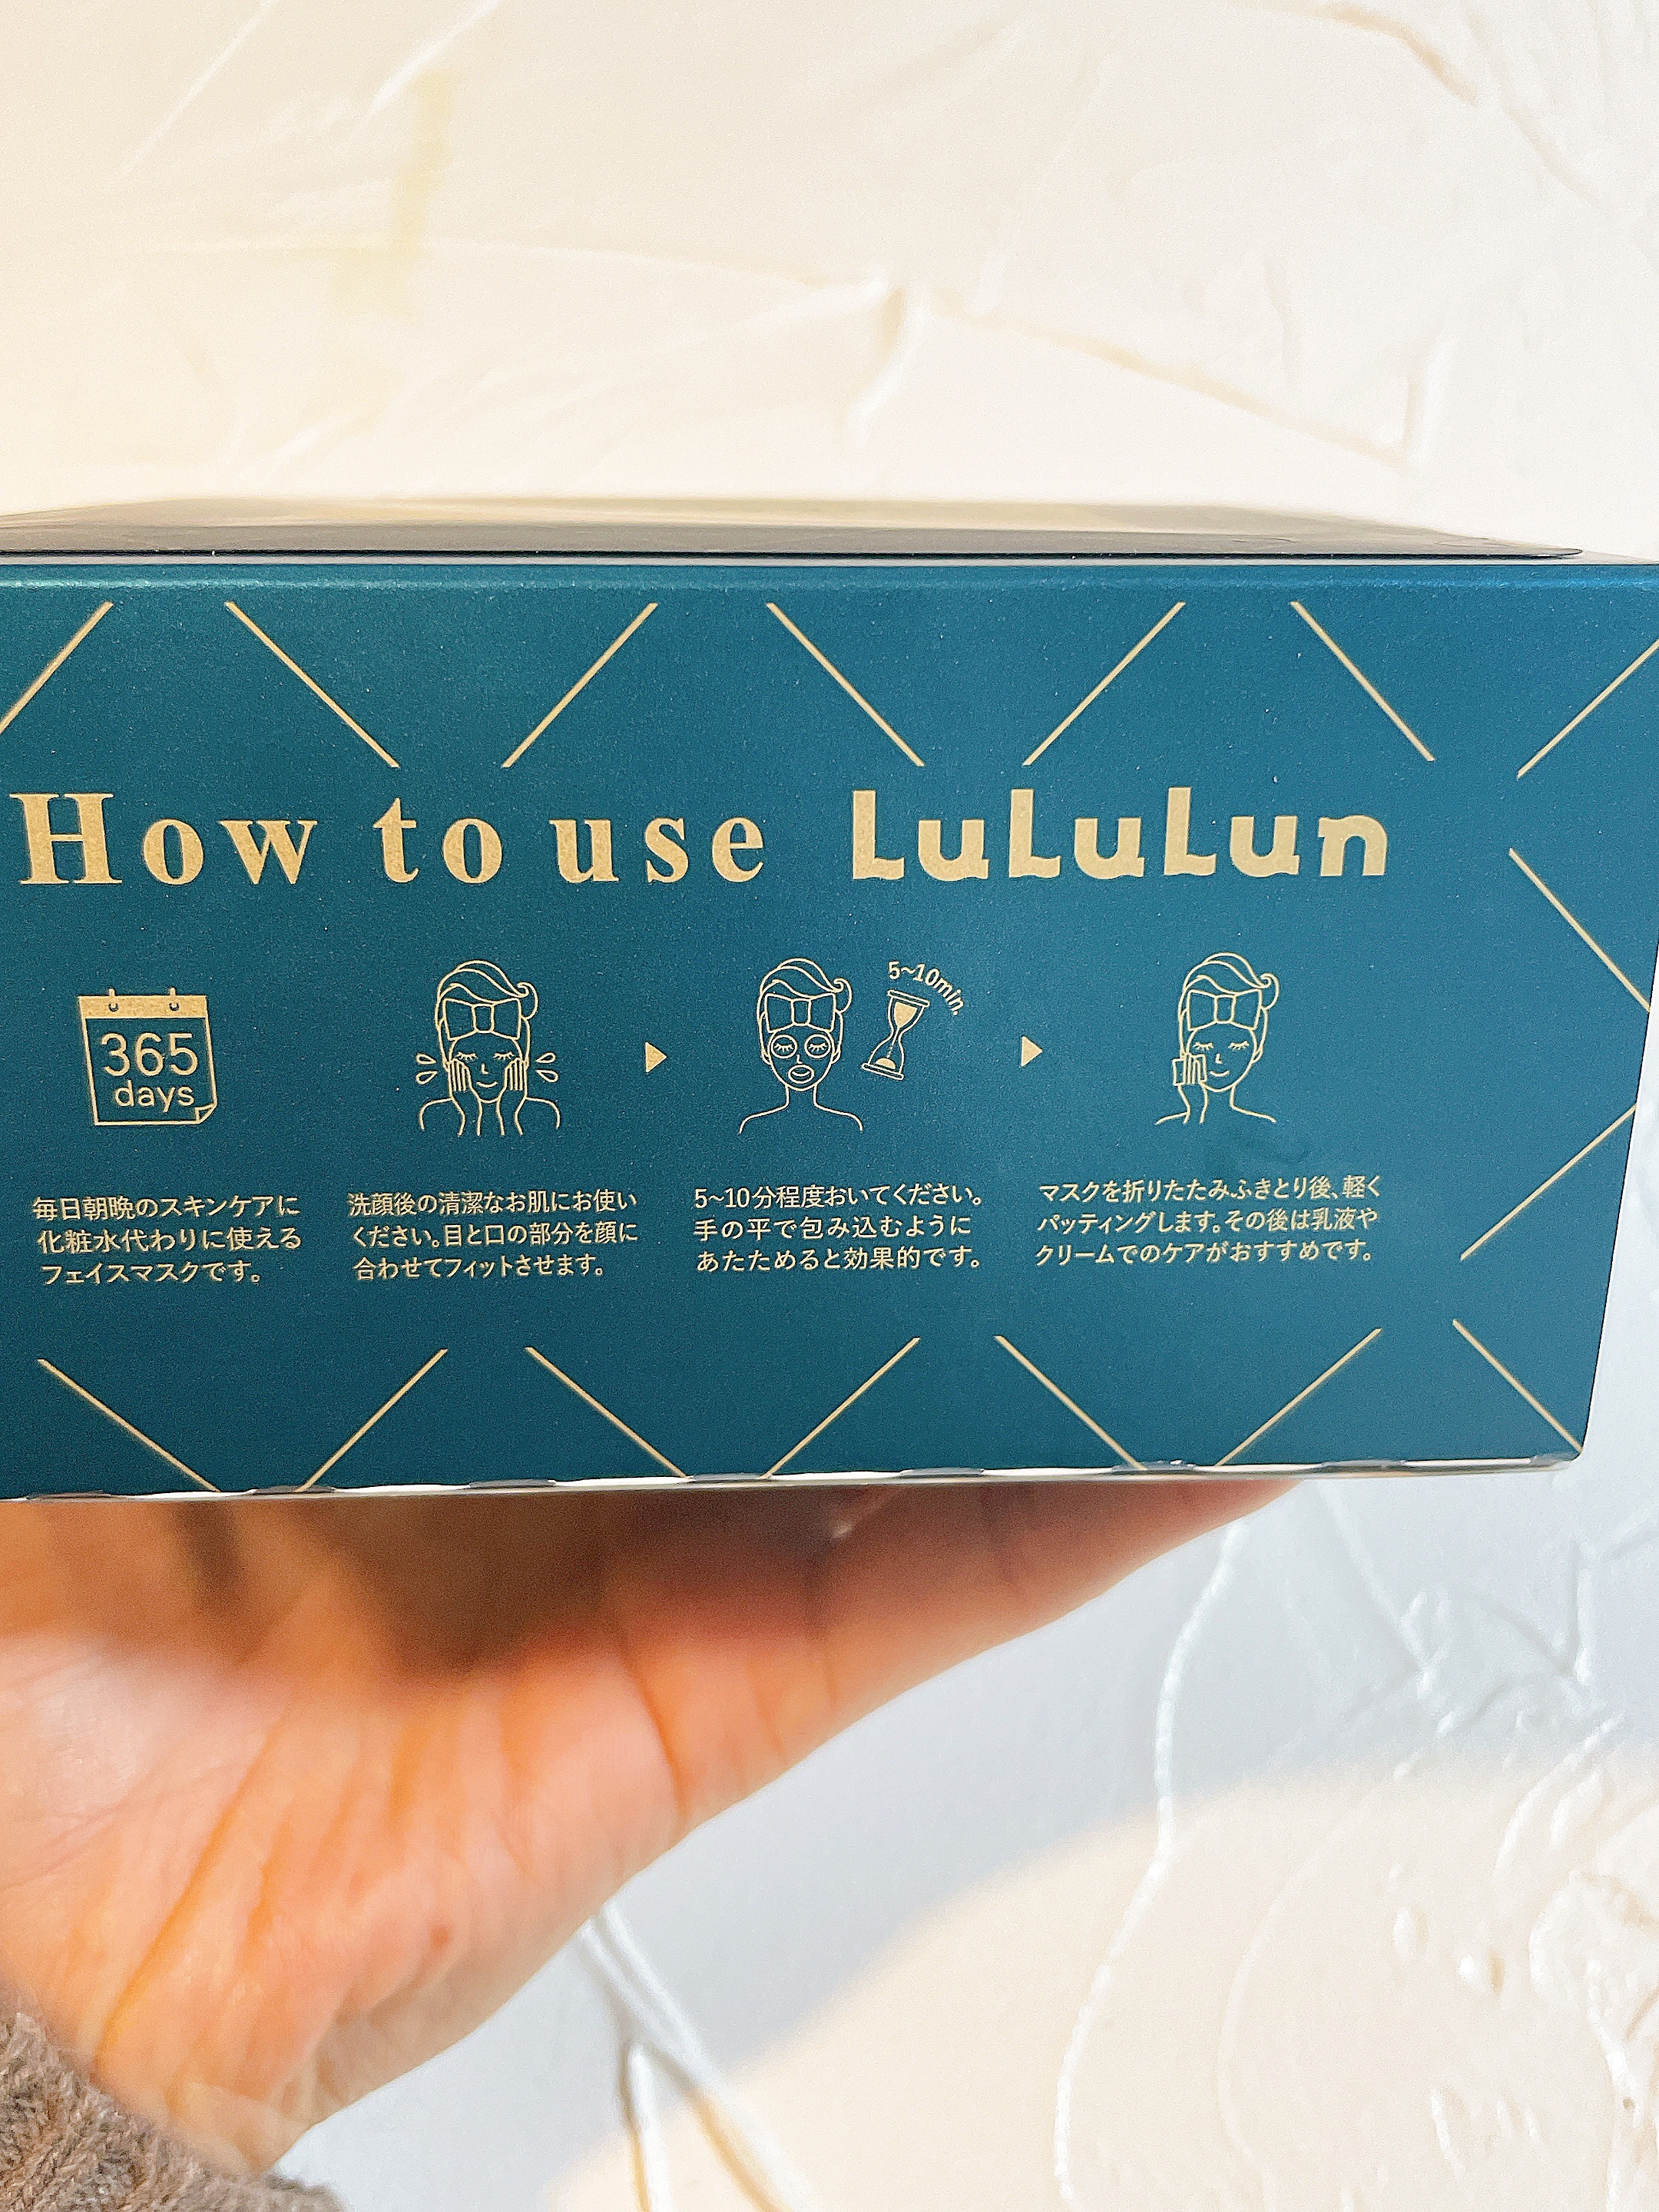 How to use LuLuLun
365
days
毎日朝晩のスキンケアに
化粧水代わりに使える
フェイスマスクです。
洗顔後の清潔なお肌にお使い
ください。目と口の部分を顔に
合わせてフィットさせます。
5~10min.
5~10分程度おいてください。
手の平で包み込むように
あたためると効果的です。
マスクを折りたたみふきとり後、軽く
パッティングします。その後は乳液や
クリームでのケアがおすすめです。